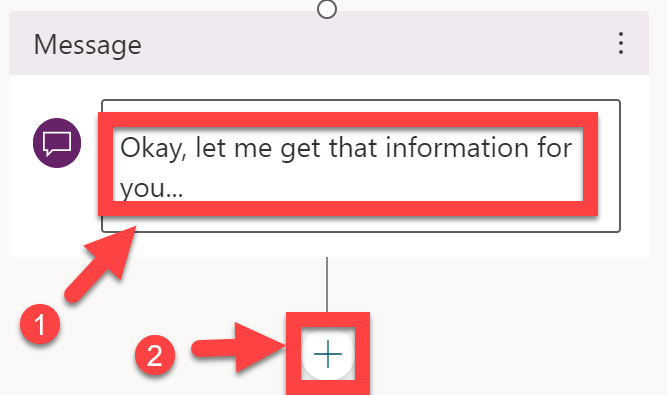 Message
Okay, let me get that information for
you...
1
2